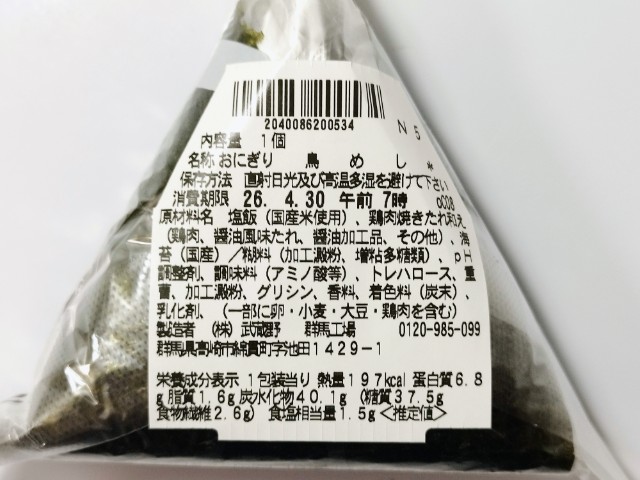 2040086200534
N 5
内容量 1個
名称 おにぎり 鳥めし *
保存方法 直射日光及び高温多湿を避けて下さい
消費期限 26. 4.30 午前 7時 o008
原材料名 塩飯（国産米使用）、鶏肉焼きたれ和え
（鶏肉、醤油風味たれ、醤油加工品、その他）、海
苔（国産）／糊料（加工澱粉、増粘多糖類）、pH
調整剤、調味料（アミノ酸等）、トレハロース、重
曹、加工澱粉、グリシン、香料、着色料（炭末）、
乳化剤、（一部に卵・小麦・大豆・鶏肉を含む）
製造者 （株）武蔵野 群馬工場 0120-985-099
群馬県高崎市綿貫町字池田1429-1
栄養成分表示 1包装当り 熱量197kcal 蛋白質6.8
g 脂質1.6g 炭水化物40.1g （糖質37.5g
食物繊維2.6g） 食塩相当量1.5g <推定値>